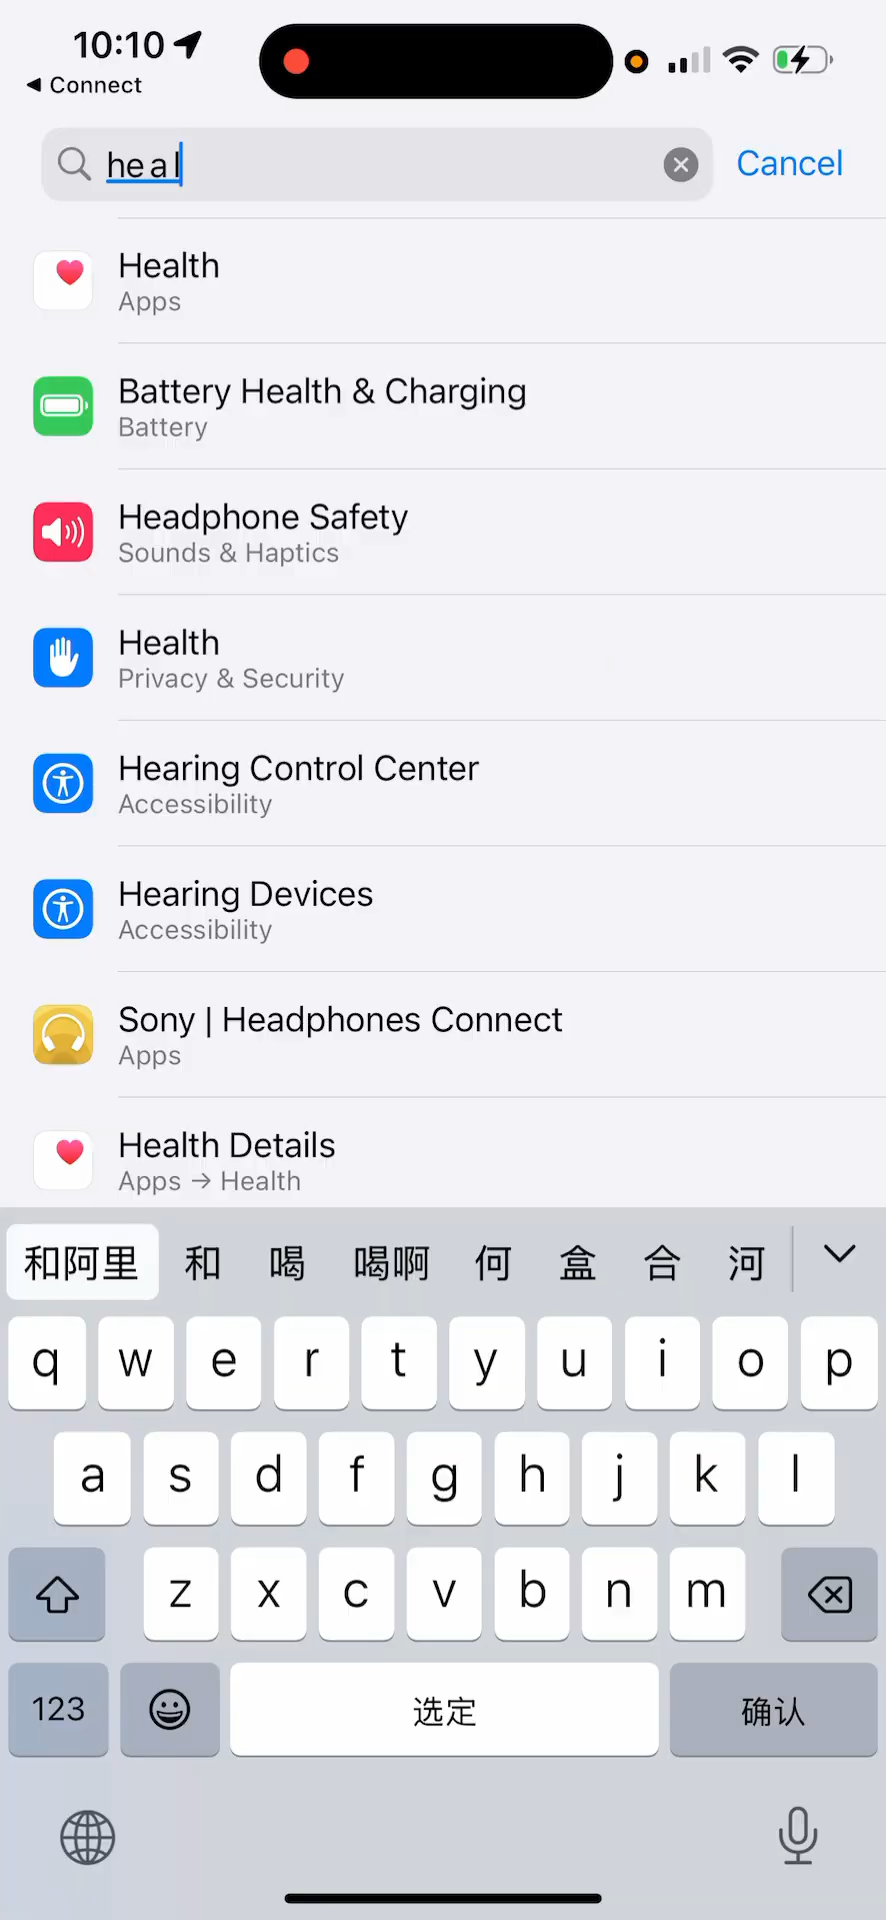 10:10
Connect
he a l
Cancel
Health
Apps
Battery Health & Charging
Battery
Headphone Safety
Sounds & Haptics
Health
Privacy & Security
Hearing Control Center
Accessibility
Hearing Devices
Accessibility
Sony | Headphones Connect
Apps
Health Details
Apps → Health
和阿里 和 喝 喝啊 何 盒 合 河
q w e r t y u i o p
a s d f g h j k l
z x c v b n m
123 选定 确认